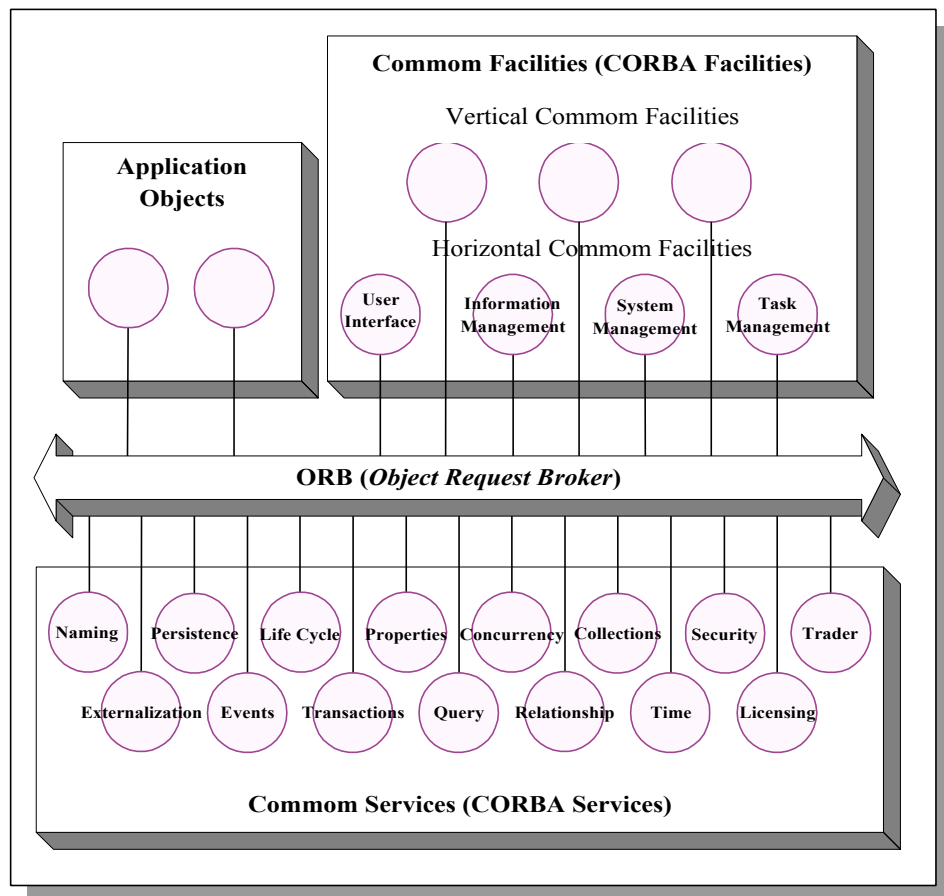 Commom Facilities (CORBA Facilities)
Vertical Commom Facilities
Application
Objects
Horizontal Commom Facilities
User
Interface
Information
Management
System
Management
Task
Management
ORB (Object Request Broker)
Naming
Persistence
Life Cycle
Properties
Concurrency
Collections
Security
Trader
Externalization
Events
Transactions
Query
Relationship
Time
Licensing
Commom Services (CORBA Services)